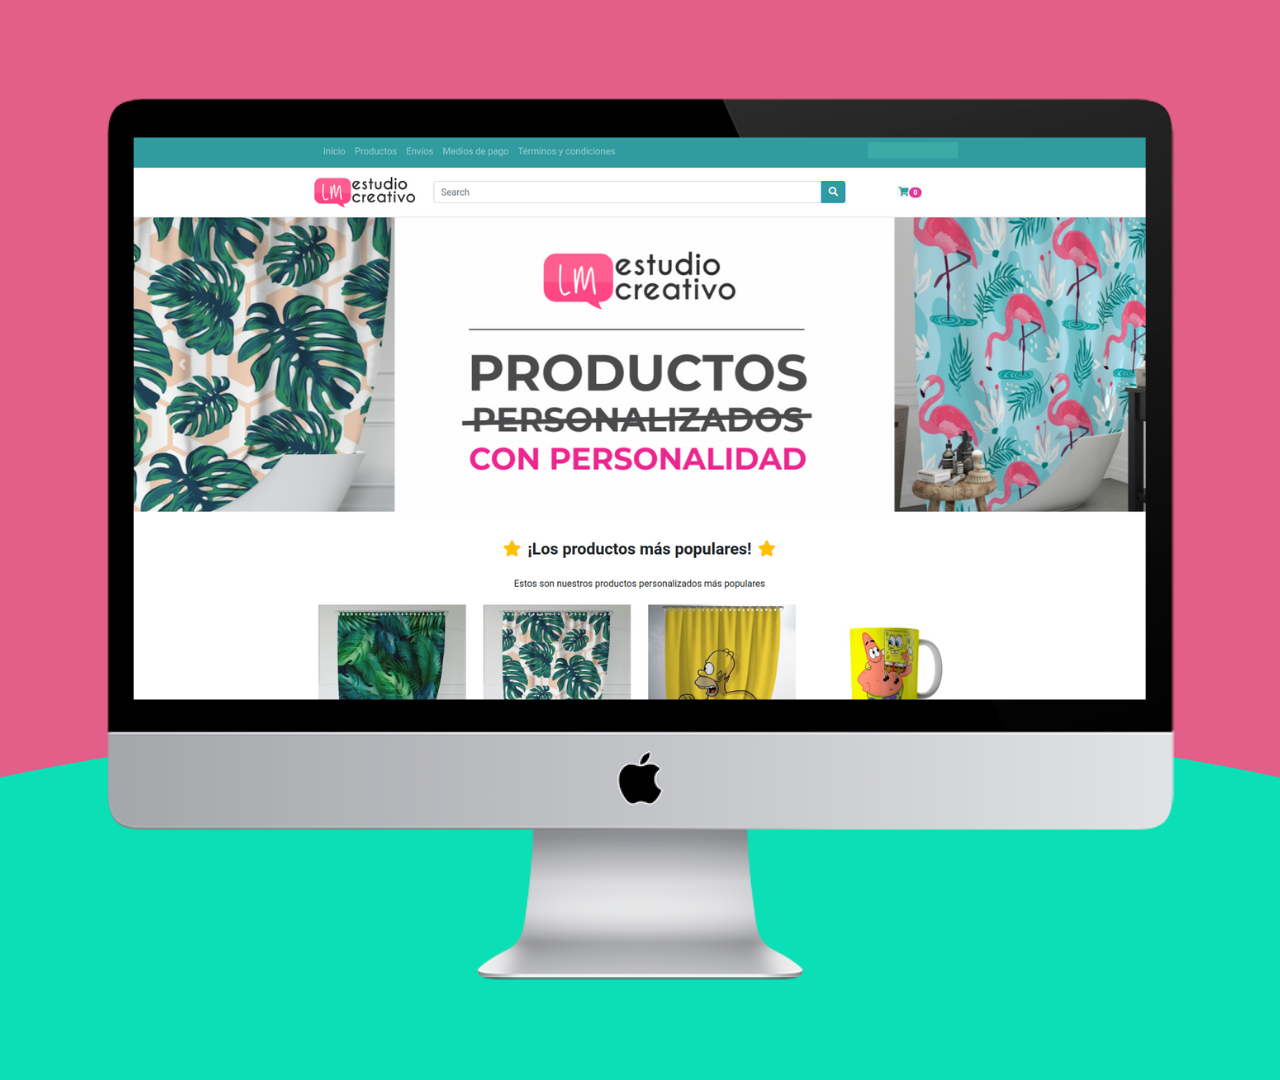 Inicio Productos Envíos Medios de pago Términos y condiciones
LM estudio creativo
Search
0
LM estudio
creativo
PRODUCTOS
PERSONALIZADOS
CON PERSONALIDAD
¡Los productos más populares!
Estos son nuestros productos personalizados más populares